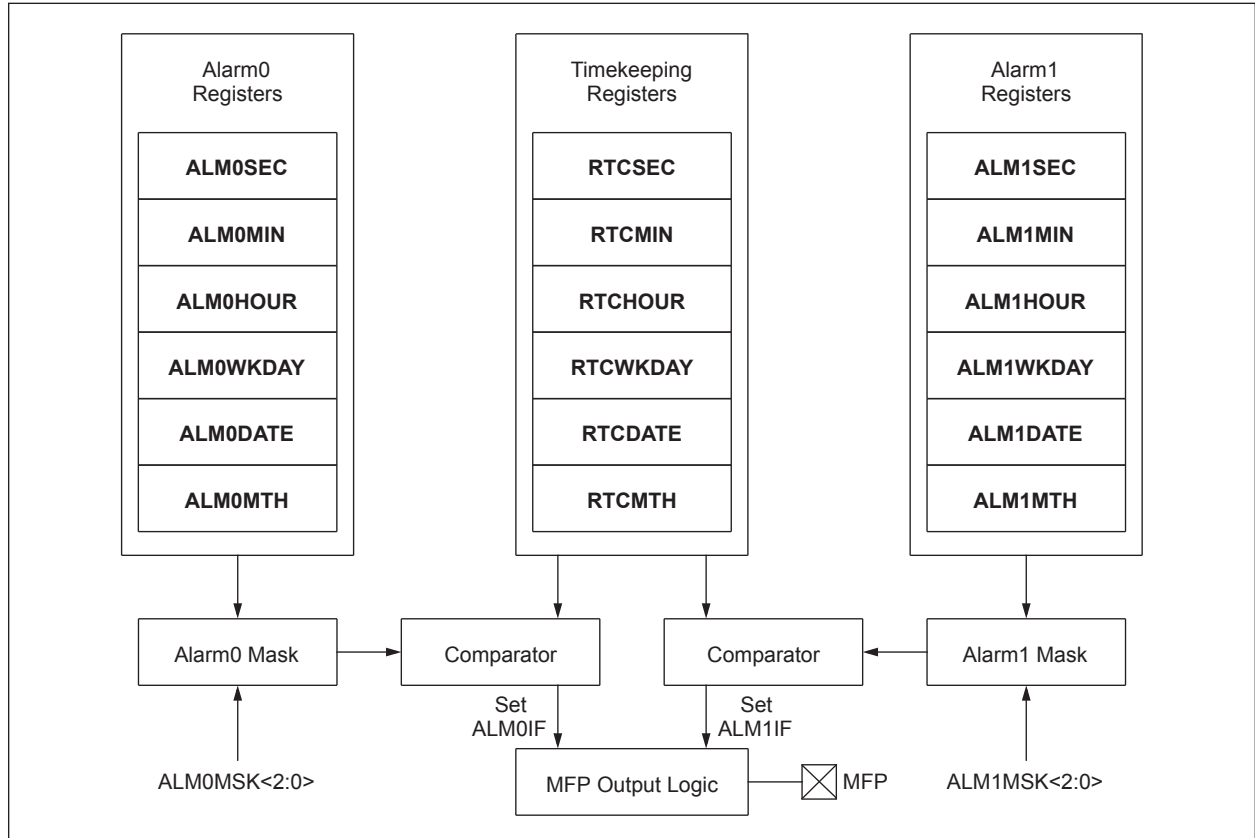 Alarm0
Registers
ALM0SEC
ALM0MIN
ALM0HOUR
ALM0WKDAY
ALM0DATE
ALM0MTH
Timekeeping
Registers
RTCSEC
RTCMIN
RTCHOUR
RTCWKDAY
RTCDATE
RTCMTH
Alarm1
Registers
ALM1SEC
ALM1MIN
ALM1HOUR
ALM1WKDAY
ALM1DATE
ALM1MTH
Alarm0 Mask
Comparator
Comparator
Alarm1 Mask
Set
ALM0IF
Set
ALM1IF
ALM0MSK<2:0>
MFP Output Logic
MFP
ALM1MSK<2:0>